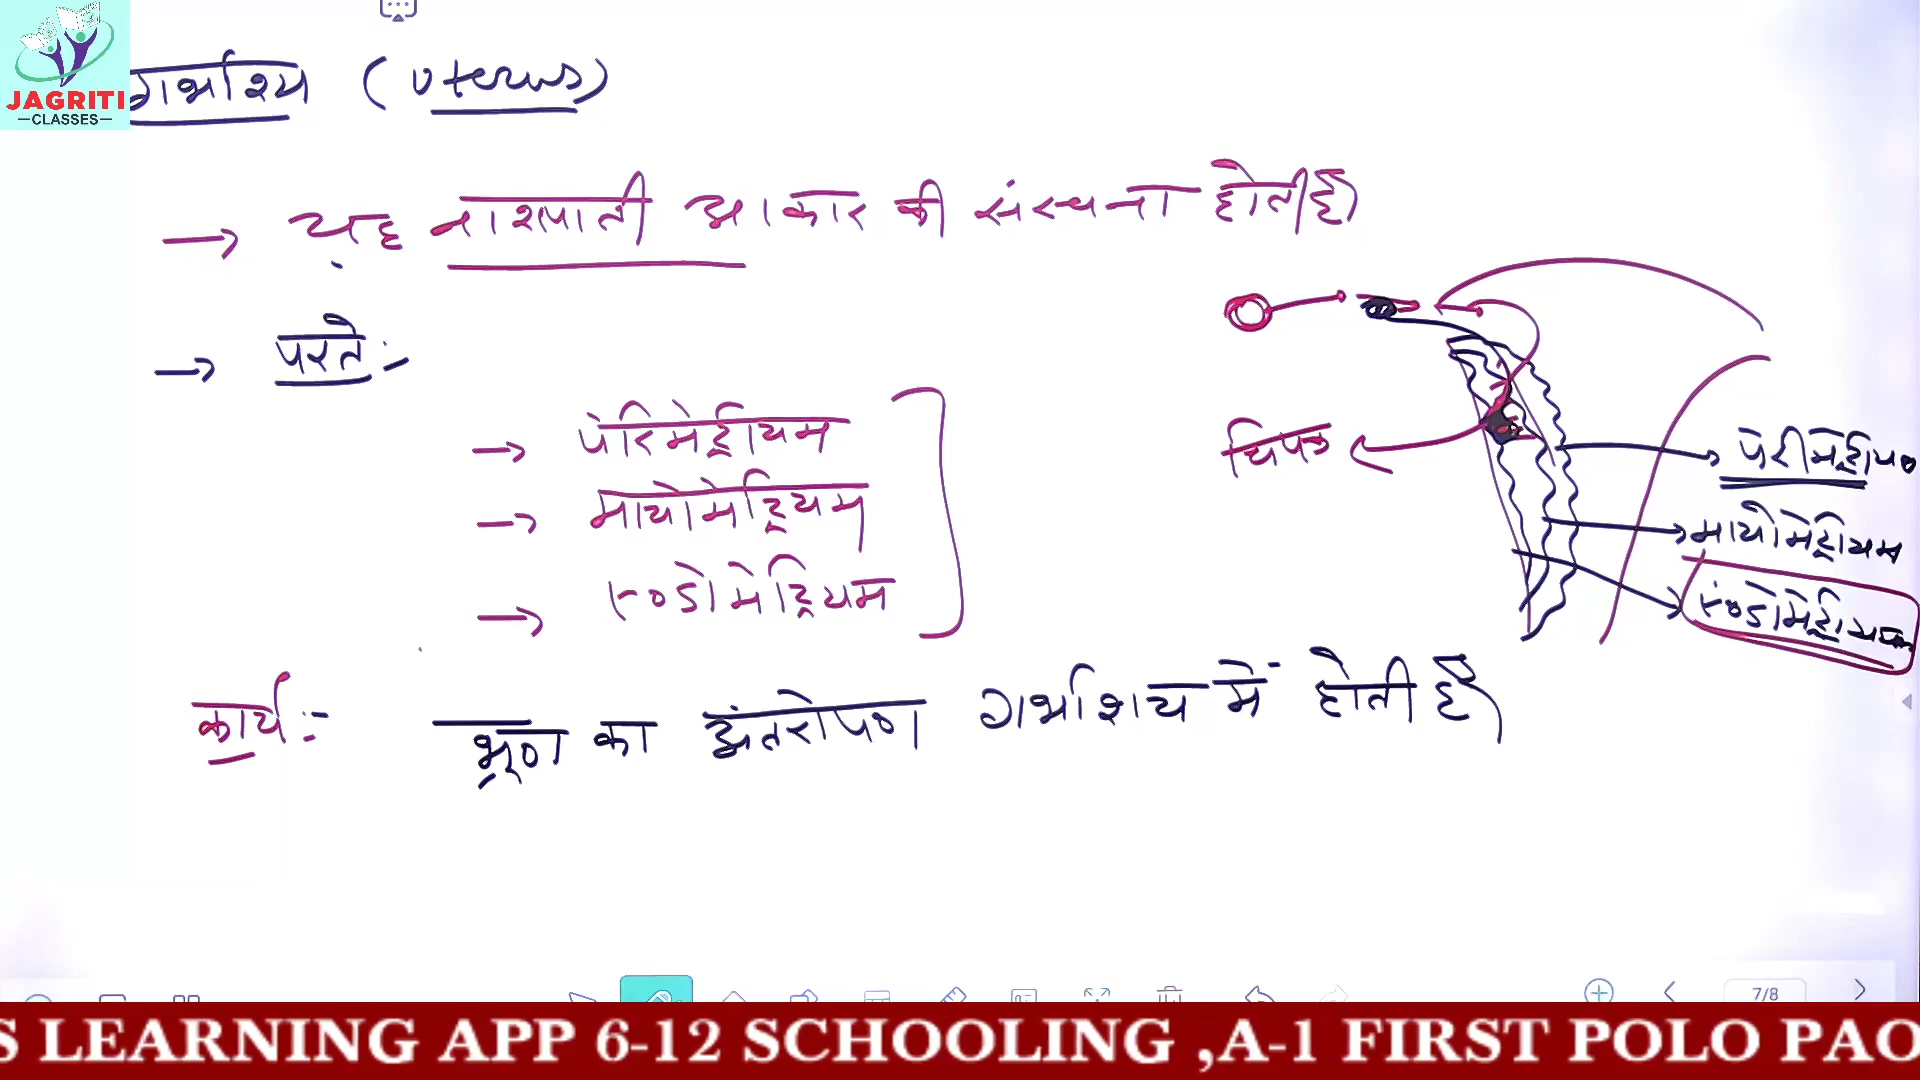 JAGRITI
CLASSES
गर्भाश्य (Uterus)
→ यह नाशपाती आकार की संरचना होती है
→ परते :-
→ पेरिमेट्रीयम
→ मायोमेट्रियम
→ एण्डोमेट्रियम
चिपक
पेरीमेट्रीयम
मायोमेट्रीयम
एण्डोमेट्रीयम
कार्य :- भ्रूण का अंतरोपण गर्भाशय में होती है
7/8
S LEARNING APP 6-12 SCHOOLING ,A-1 FIRST POLO PAO